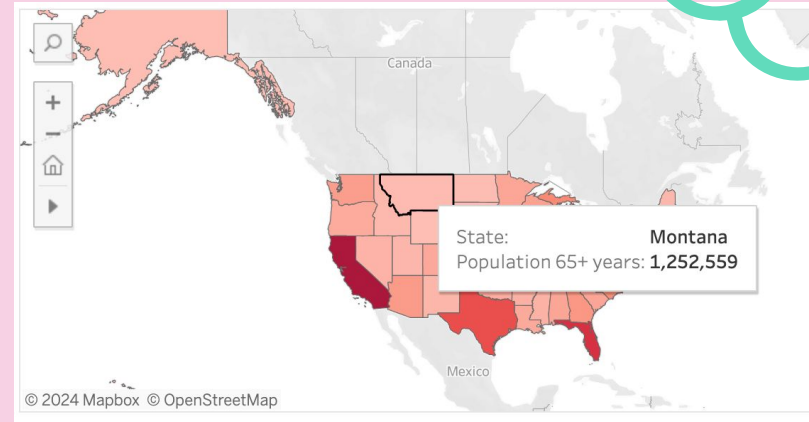 Canada
State: Montana
Population 65+ years: 1,252,559
Mexico
© 2024 Mapbox © OpenStreetMap